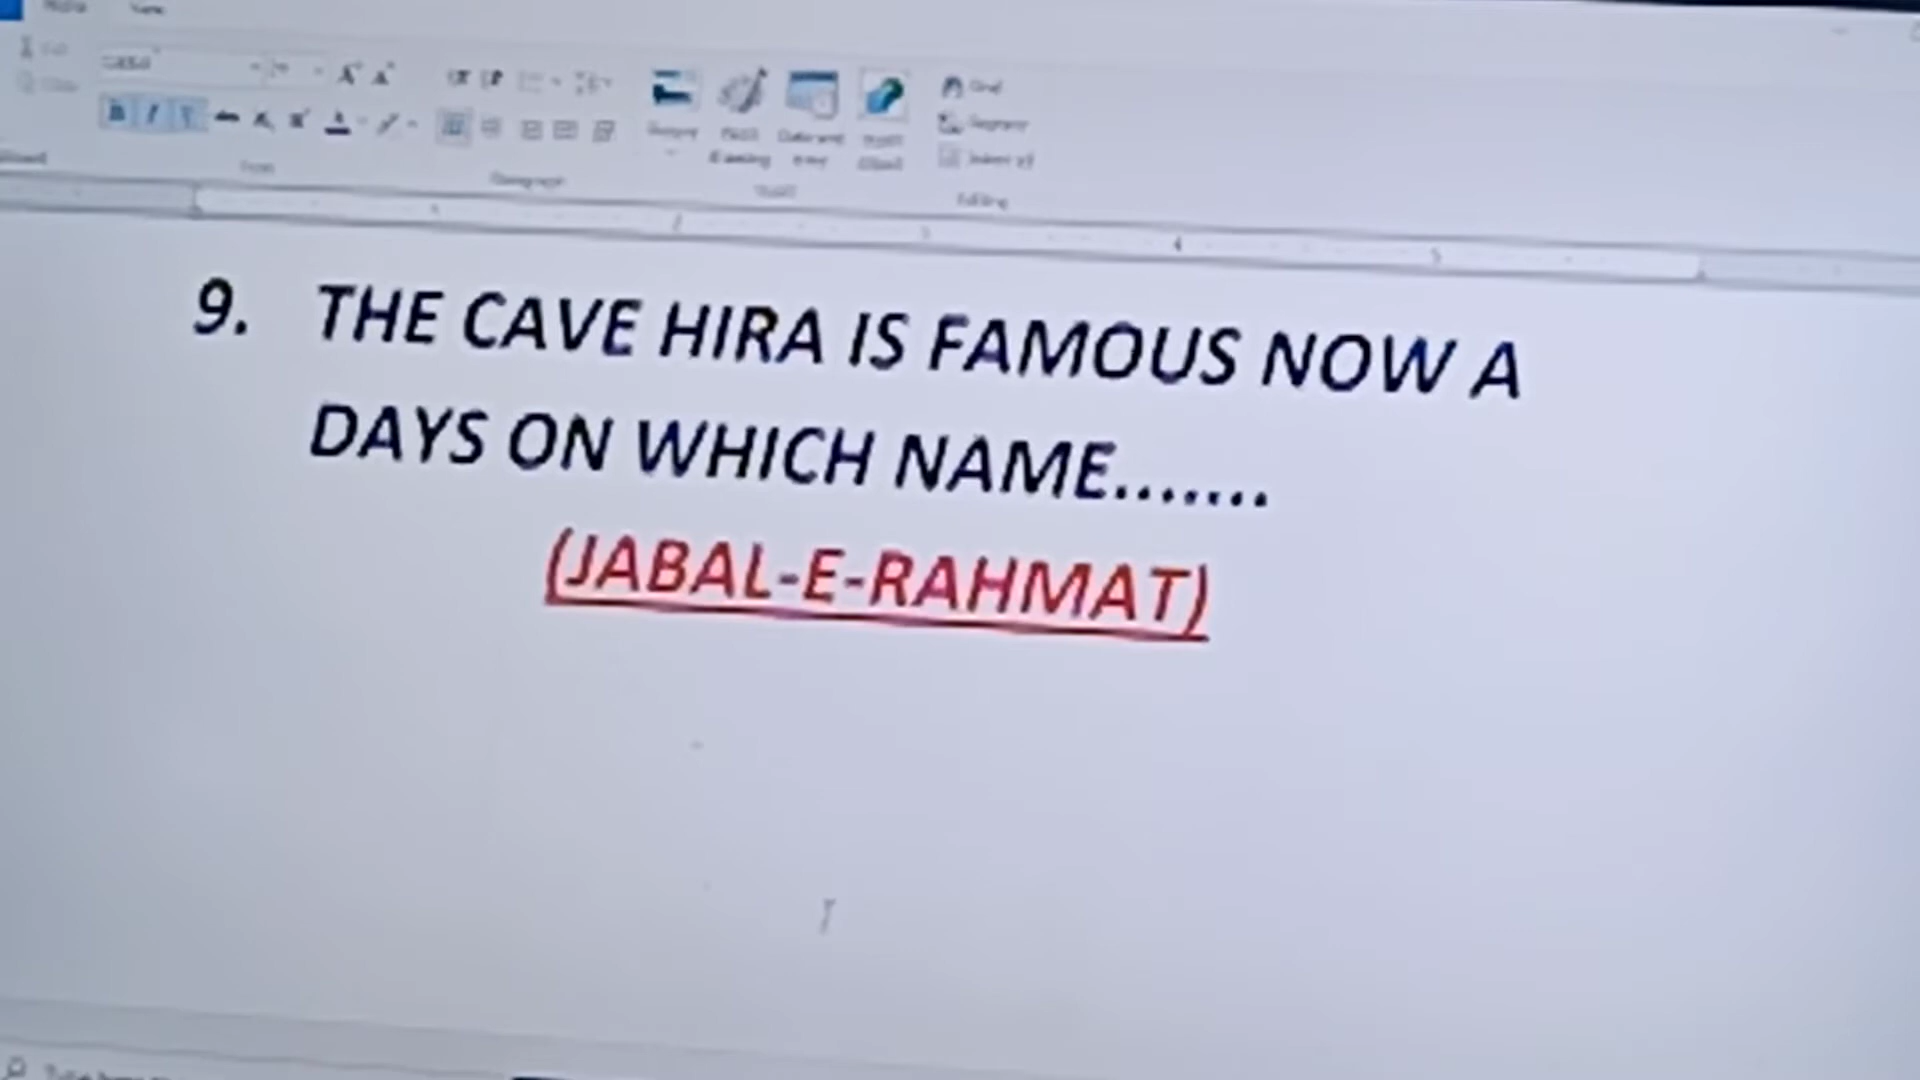 9. THE CAVE HIRA IS FAMOUS NOW A
DAYS ON WHICH NAME.......
(JABAL-E-RAHMAT)